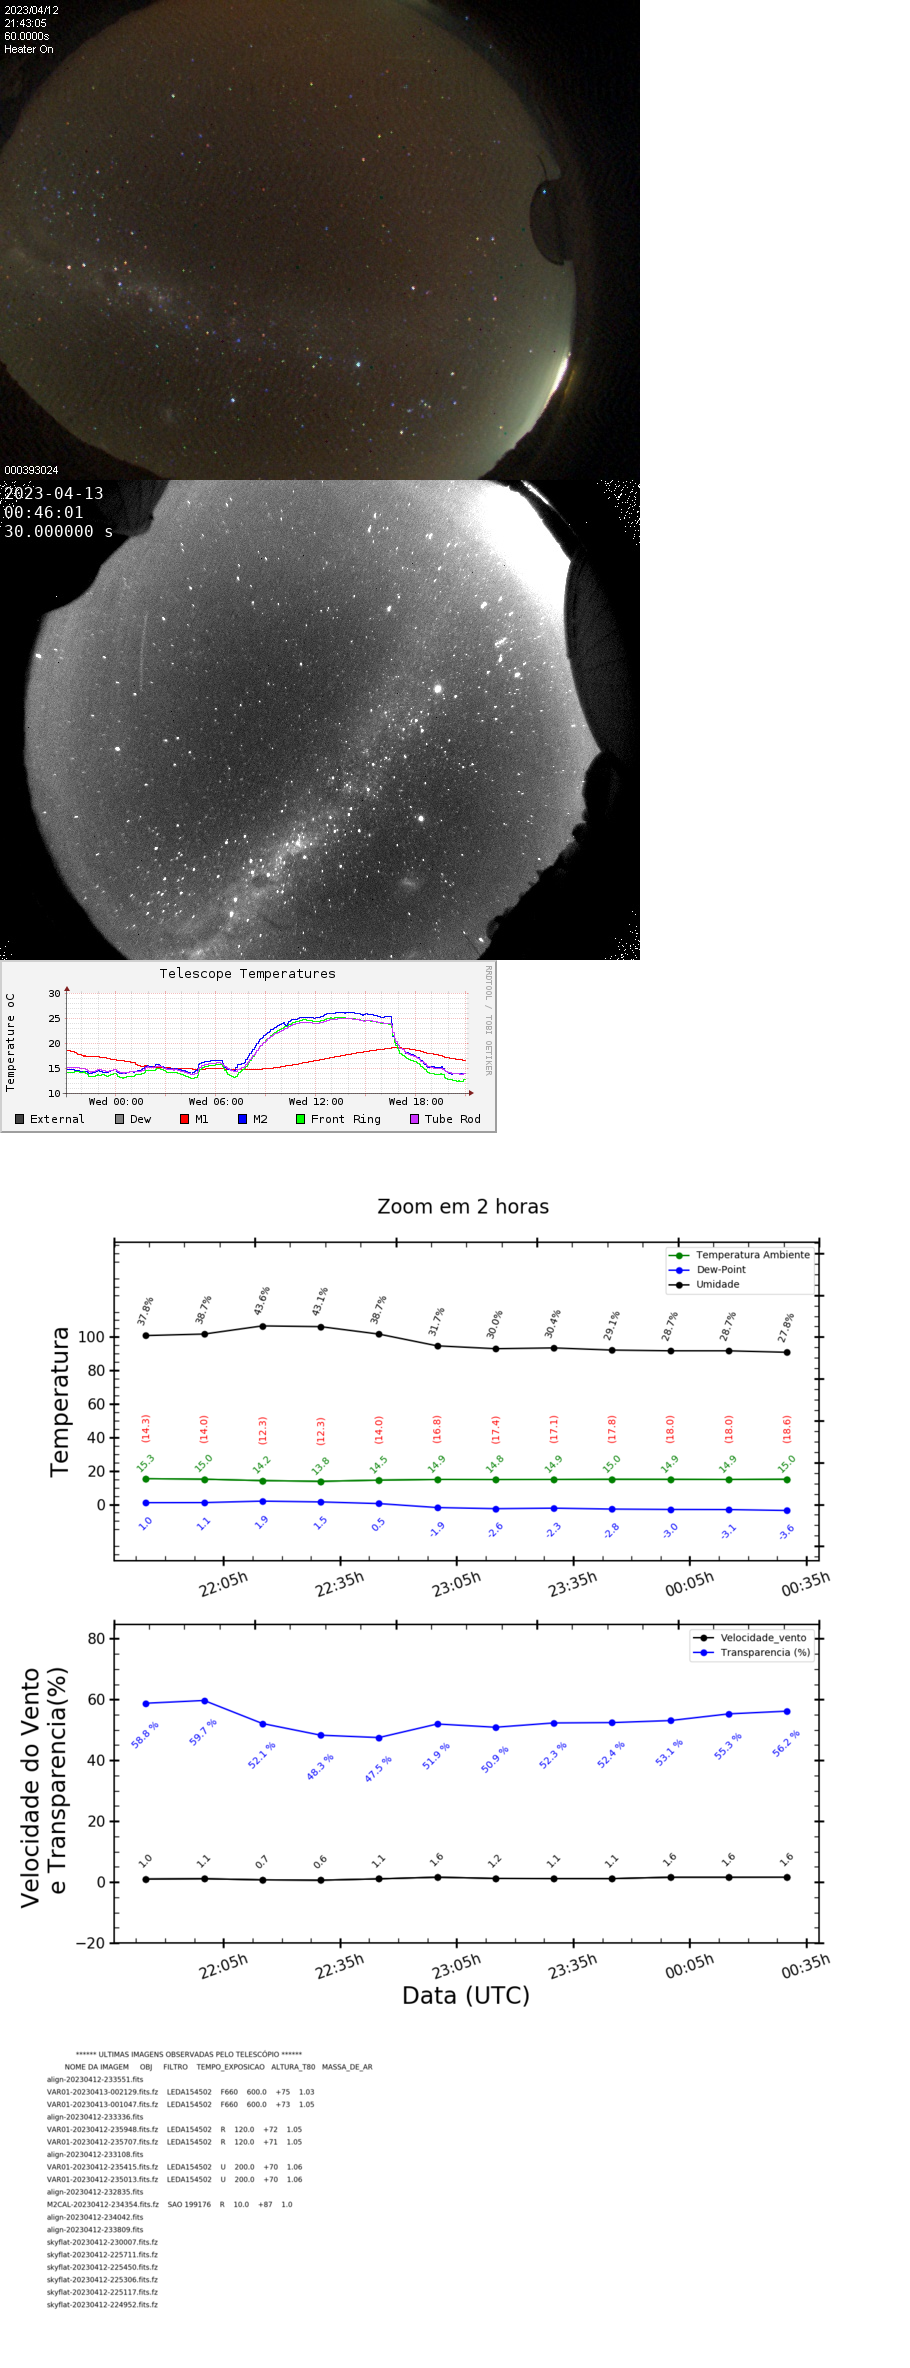 2023/04/12
21:43:05
60.0000s
Heater On
000393024
2023-04-13
00:46:01
30.000000 s
Telescope Temperatures
RRDTOOL / TOBI OETIKER
Temperature oC
30
25
20
15
10
Wed 00:00 Wed 06:00 Wed 12:00 Wed 18:00
External Dew M1 M2 Front Ring Tube Rod
Zoom em 2 horas
Temperatura Ambiente
Dew-Point
Umidade
Temperatura
100
80
60
40
20
0
37.8% 38.7% 43.6% 43.1% 38.7% 31.7% 30.0% 30.4% 29.1% 28.7% 28.7% 27.8%
(14.3) (14.0) (12.3) (12.3) (14.0) (16.8) (17.4) (17.1) (17.8) (18.0) (18.0) (18.6)
15.3 15.0 14.2 13.8 14.5 14.9 14.8 14.9 15.0 14.9 14.9 15.0
1.0 1.1 1.9 1.5 0.5 -1.9 -2.6 -2.3 -2.8 -3.0 -3.1 -3.6
22:05h 22:35h 23:05h 23:35h 00:05h 00:35h
Velocidade_vento
Transparencia (%)
Velocidade do Vento
e Transparencia(%)
80
60
40
20
0
−20
58.8 % 59.7 % 52.1 % 48.3 % 47.5 % 51.9 % 50.9 % 52.3 % 52.4 % 53.1 % 55.3 % 56.2 %
1.0 1.1 0.7 0.6 1.1 1.6 1.2 1.1 1.1 1.6 1.6 1.6
22:05h 22:35h 23:05h 23:35h 00:05h 00:35h
Data (UTC)
****** ULTIMAS IMAGENS OBSERVADAS PELO TELESCÓPIO ******
NOME DA IMAGEM OBJ FILTRO TEMPO_EXPOSICAO ALTURA_T80 MASSA_DE_AR
align-20230412-233551.fits
VAR01-20230413-002129.fits.fz LEDA154502 F660 600.0 +75 1.03
VAR01-20230413-001047.fits.fz LEDA154502 F660 600.0 +73 1.05
align-20230412-233336.fits
VAR01-20230412-235948.fits.fz LEDA154502 R 120.0 +72 1.05
VAR01-20230412-235707.fits.fz LEDA154502 R 120.0 +71 1.05
align-20230412-233108.fits
VAR01-20230412-235415.fits.fz LEDA154502 U 200.0 +70 1.06
VAR01-20230412-235013.fits.fz LEDA154502 U 200.0 +70 1.06
align-20230412-232835.fits
M2CAL-20230412-234354.fits.fz SAO 199176 R 10.0 +87 1.0
align-20230412-234042.fits
align-20230412-233809.fits
skyflat-20230412-230007.fits.fz
skyflat-20230412-225711.fits.fz
skyflat-20230412-225450.fits.fz
skyflat-20230412-225306.fits.fz
skyflat-20230412-225117.fits.fz
skyflat-20230412-224952.fits.fz